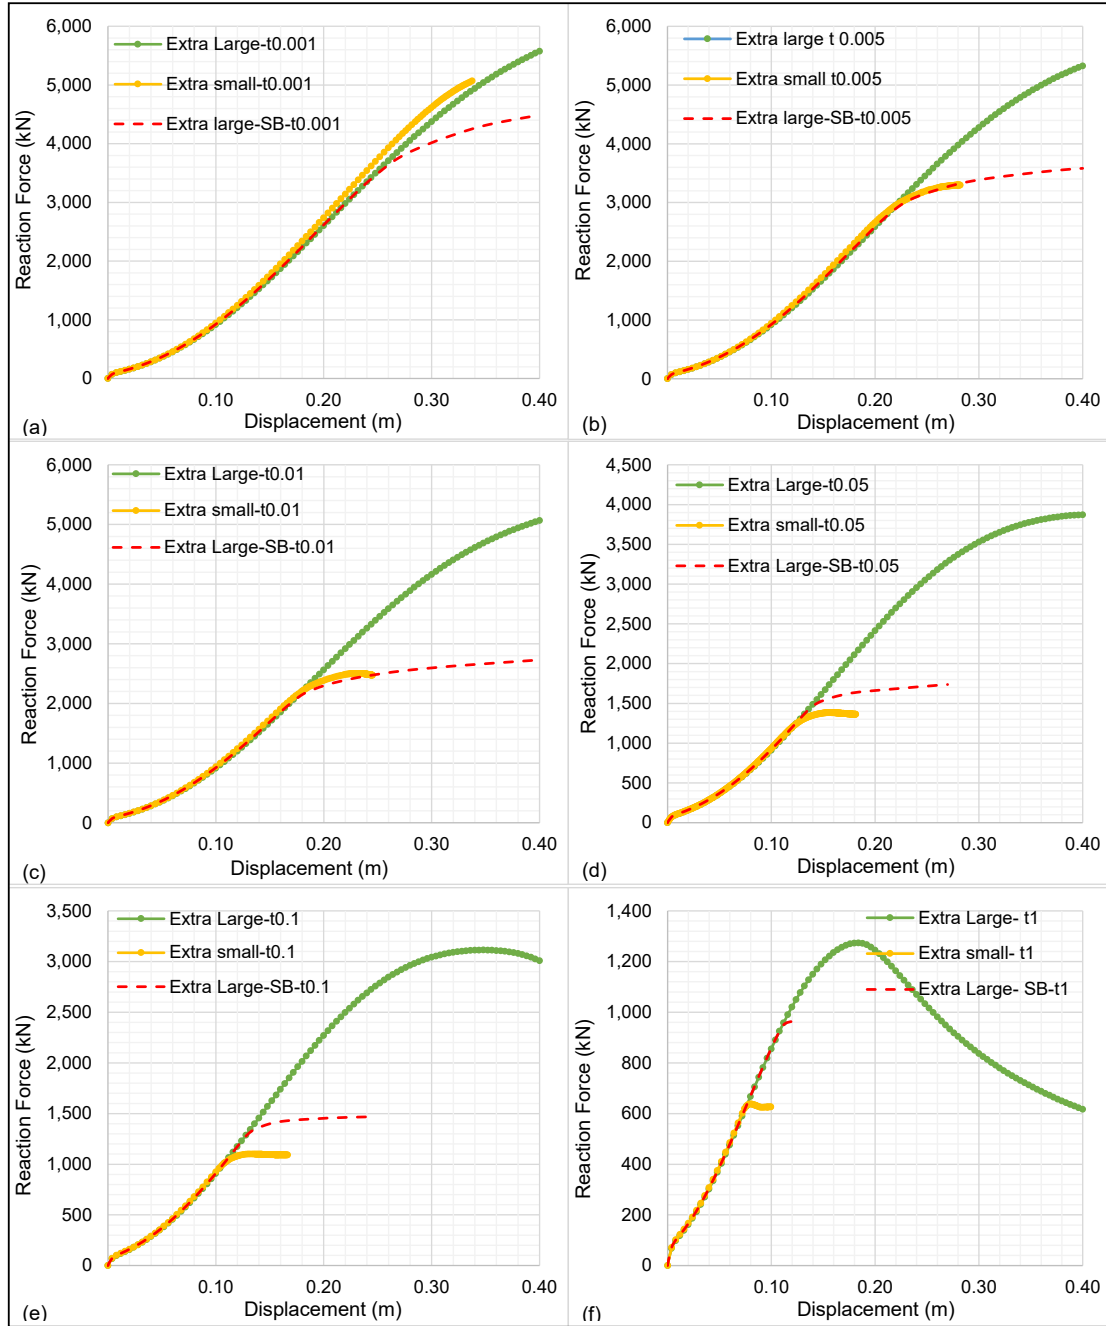 6,000
5,000
4,000
3,000
2,000
1,000
0
Reaction Force (kN)
Extra Large-t0.001
Extra small-t0.001
Extra large-SB-t0.001
0.10 0.20 0.30 0.40
Displacement (m)
(a)
6,000
5,000
4,000
3,000
2,000
1,000
0
Reaction Force (kN)
Extra large t 0.005
Extra small t0.005
Extra large-SB-t0.005
0.10 0.20 0.30 0.40
Displacement (m)
(b)
6,000
5,000
4,000
3,000
2,000
1,000
0
Reaction Force (kN)
Extra Large-t0.01
Extra small-t0.01
Extra Large-SB-t0.01
0.10 0.20 0.30 0.40
Displacement (m)
(c)
4,500
4,000
3,500
3,000
2,500
2,000
1,500
1,000
500
0
Reaction Force (kN)
Extra Large-t0.05
Extra small-t0.05
Extra Large-SB-t0.05
0.10 0.20 0.30 0.40
Displacement (m)
(d)
3,500
3,000
2,500
2,000
1,500
1,000
500
0
Reaction Force (kN)
Extra Large-t0.1
Extra small-t0.1
Extra Large-SB-t0.1
0.10 0.20 0.30 0.40
Displacement (m)
(e)
1,400
1,200
1,000
800
600
400
200
0
Reaction Force (kN)
Extra Large- t1
Extra small- t1
Extra Large- SB-t1
0.10 0.20 0.30 0.40
Displacement (m)
(f)